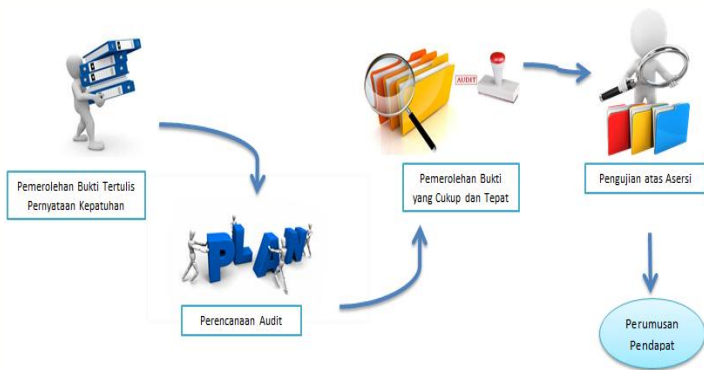 Pemerolehan Bukti Tertulis
Pernyataan Kepatuhan
PLAN
Perencanaan Audit
AUDIT
Pemerolehan Bukti
yang Cukup dan Tepat
Pengujian atas Asersi
Perumusan
Pendapat